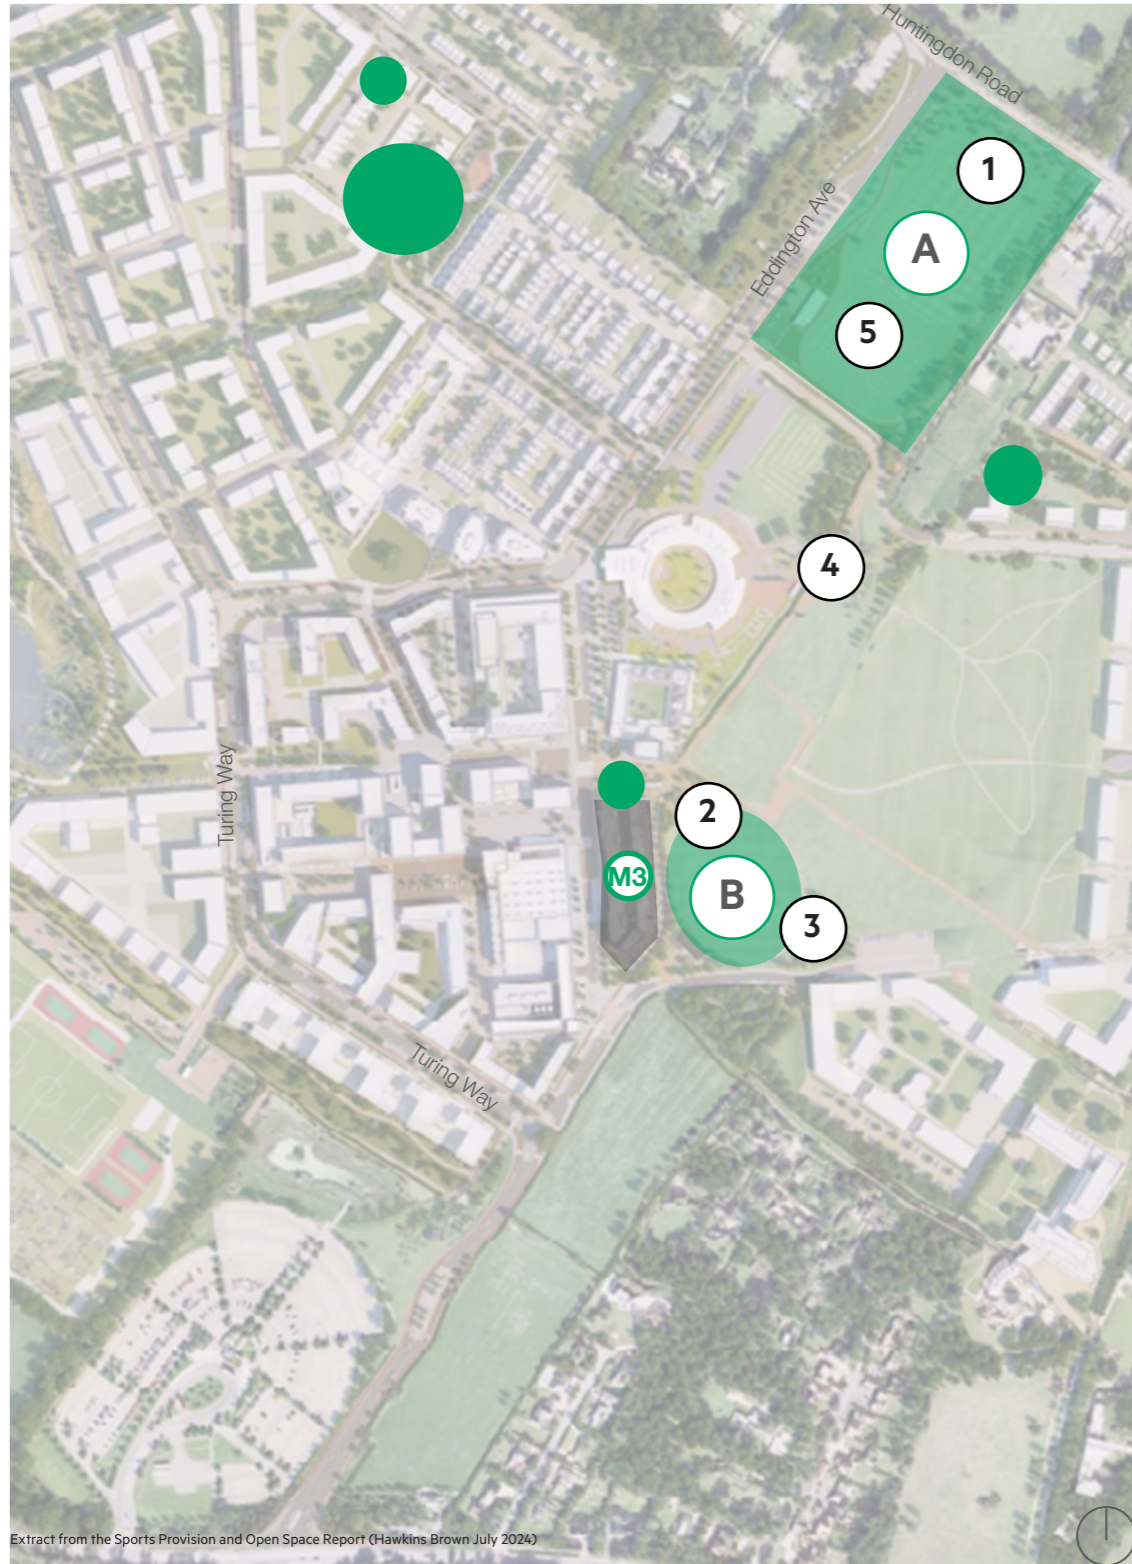 Huntingdon Road
1
A
Eddington Ave
5
4
Turing Way
2
M3
B
3
Turing Way
Extract from the Sports Provision and Open Space Report (Hawkins Brown July 2024)